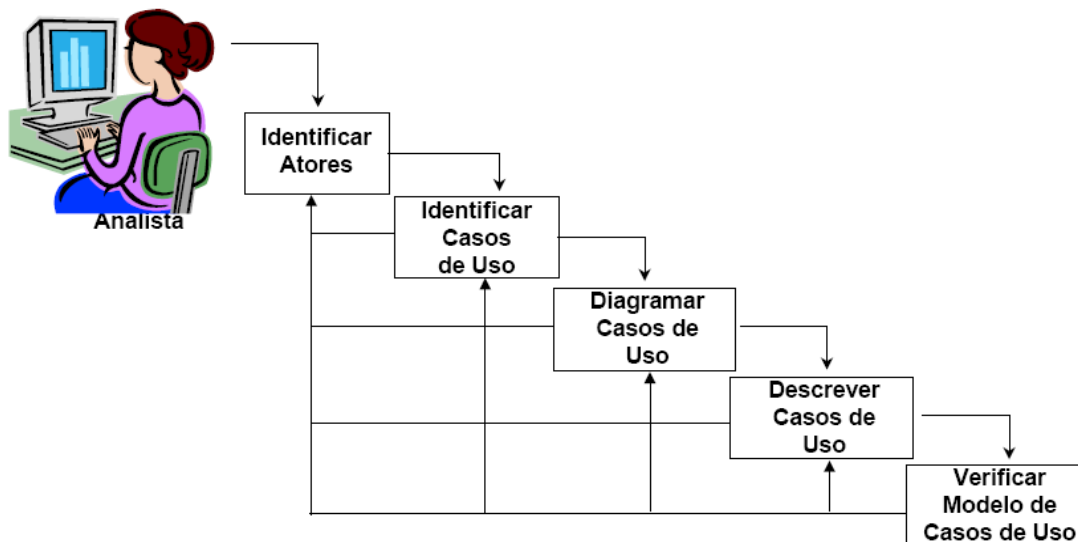 Analista
Identificar
Atores
Identificar
Casos
de Uso
Diagramar
Casos de
Uso
Descrever
Casos de
Uso
Verificar
Modelo de
Casos de Uso